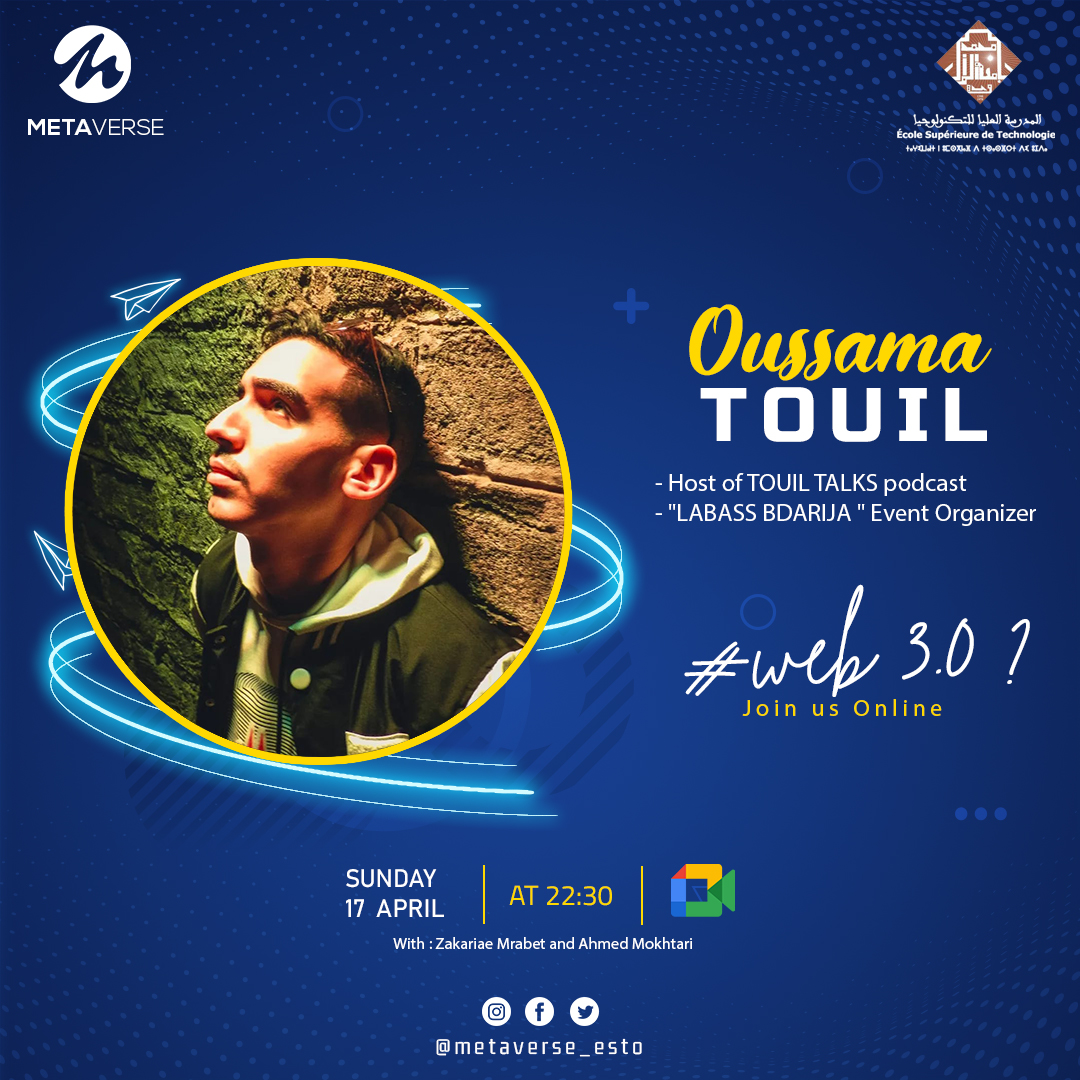 METAVERSE
المدرسة العليا للتكنولوجيا
École Supérieure de Technologie
Oussama
TOUIL
- Host of TOUIL TALKS podcast
- "LABASS BDARIJA " Event Organizer
#web 3.0 ?
Join us Online
SUNDAY
17 APRIL
AT 22:30
With : Zakariae Mrabet and Ahmed Mokhtari
@metaverse_esto